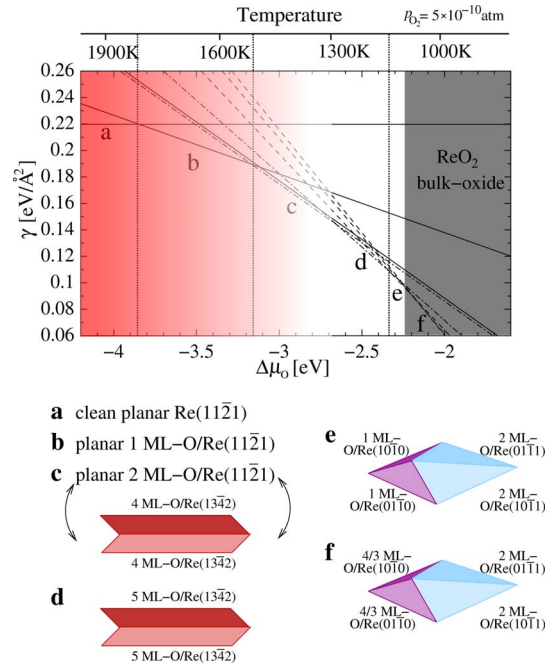 Temperature
p_O₂ = 5×10⁻¹⁰atm
1900K 1600K 1300K 1000K
0.26
0.24
0.22
0.2
0.18
0.16
0.14
0.12
0.1
0.08
0.06
γ [eV/Å²]
a
b
c
d
e
f
ReO₂
bulk−oxide
−4 −3.5 −3 −2.5 −2
Δμ_O [eV]
a clean planar Re(112̅1)
b planar 1 ML−O/Re(112̅1)
c planar 2 ML−O/Re(112̅1)
4 ML−O/Re(134̅2)
4 ML−O/Re(134̅2)
d
5 ML−O/Re(134̅2)
5 ML−O/Re(134̅2)
e
1 ML−
O/Re(101̅0)
2 ML−
O/Re(011̅1)
1 ML−
O/Re(011̅0)
2 ML−
O/Re(101̅1)
f
4/3 ML−
O/Re(101̅0)
2 ML−
O/Re(011̅1)
4/3 ML−
O/Re(011̅0)
2 ML−
O/Re(101̅1)